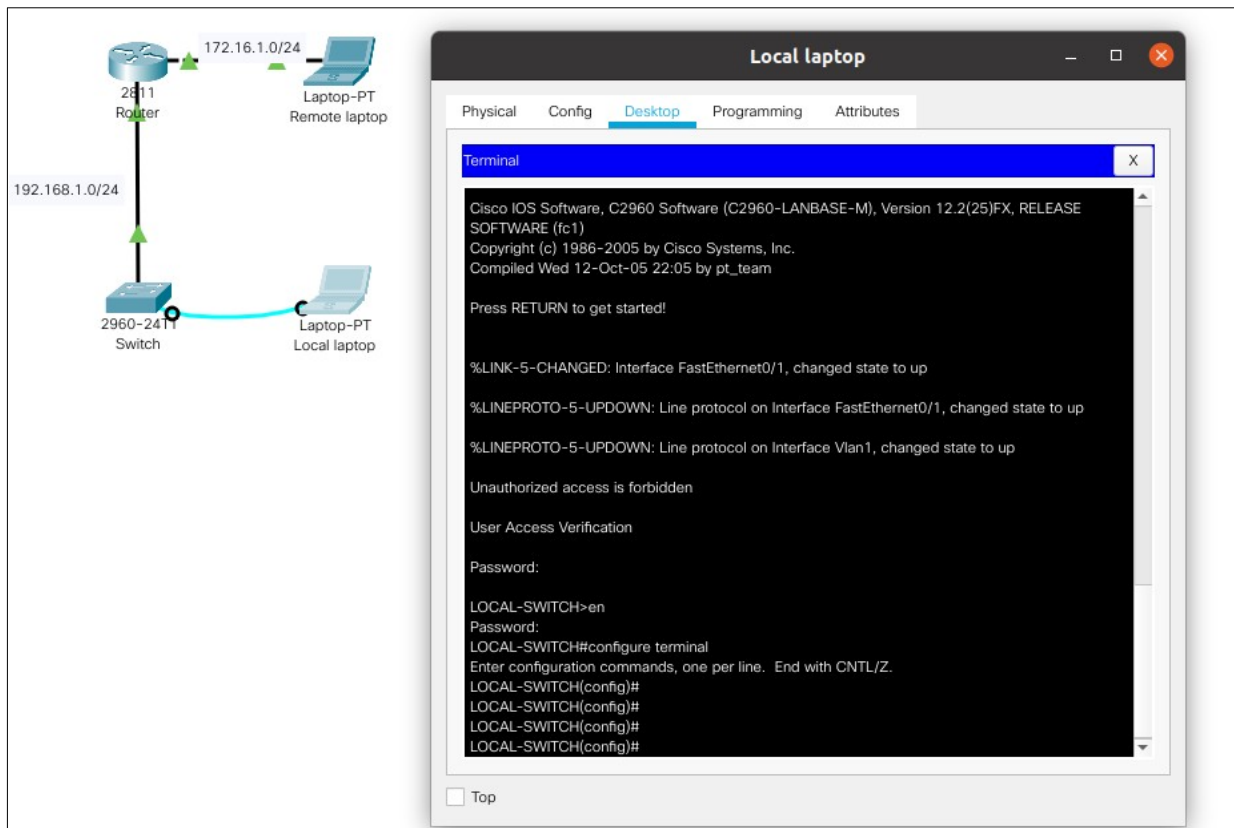 172.16.1.0/24
2811
Router
Laptop-PT
Remote laptop
192.168.1.0/24
2960-24TT
Switch
Laptop-PT
Local laptop
Local laptop
Physical Config Desktop Programming Attributes
Terminal X
Cisco IOS Software, C2960 Software (C2960-LANBASE-M), Version 12.2(25)FX, RELEASE
SOFTWARE (fc1)
Copyright (c) 1986-2005 by Cisco Systems, Inc.
Compiled Wed 12-Oct-05 22:05 by pt_team
Press RETURN to get started!
%LINK-5-CHANGED: Interface FastEthernet0/1, changed state to up
%LINEPROTO-5-UPDOWN: Line protocol on Interface FastEthernet0/1, changed state to up
%LINEPROTO-5-UPDOWN: Line protocol on Interface Vlan1, changed state to up
Unauthorized access is forbidden
User Access Verification
Password:
LOCAL-SWITCH>en
Password:
LOCAL-SWITCH#configure terminal
Enter configuration commands, one per line. End with CNTL/Z.
LOCAL-SWITCH(config)#
LOCAL-SWITCH(config)#
LOCAL-SWITCH(config)#
LOCAL-SWITCH(config)#
Top